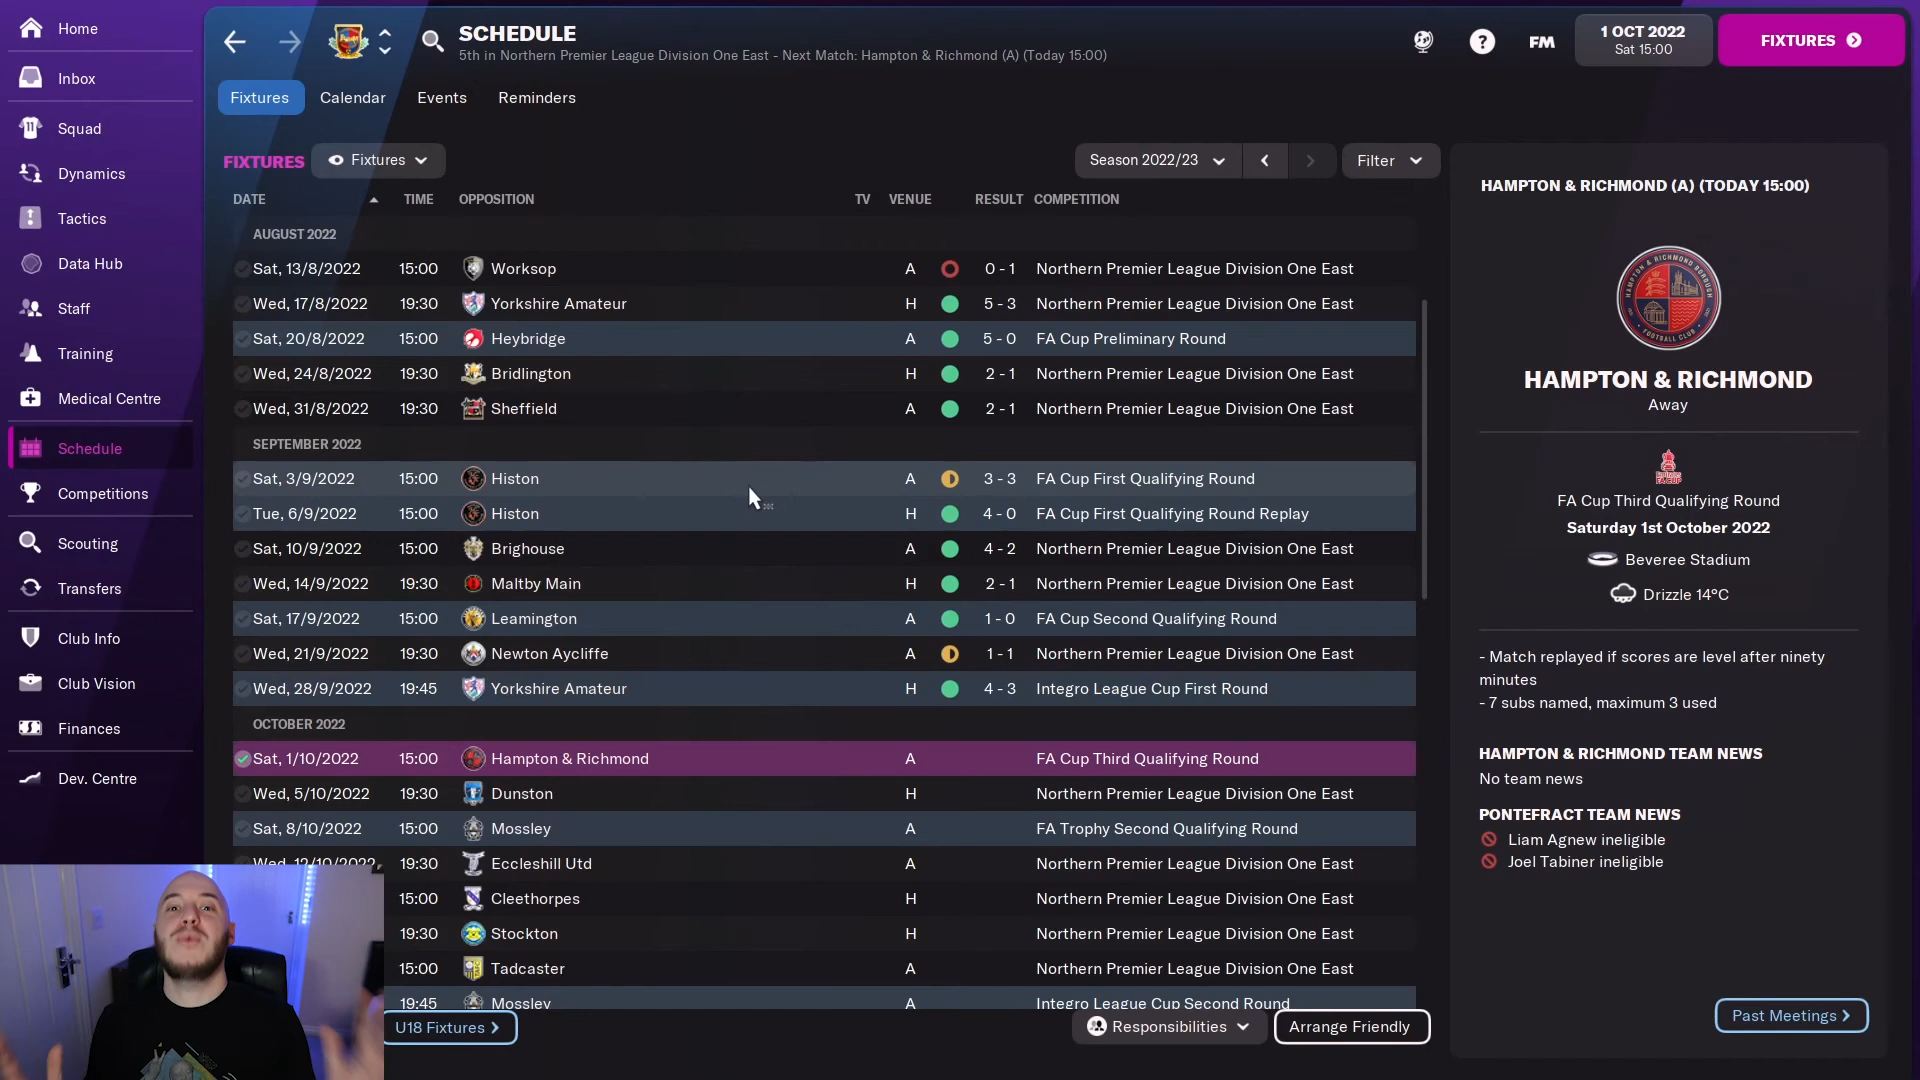 Home
Inbox
Squad
Dynamics
Tactics
Data Hub
Staff
Training
Medical Centre
Schedule
Competitions
Scouting
Transfers
Club Info
Club Vision
Finances
Dev. Centre
SCHEDULE
5th in Northern Premier League Division One East - Next Match: Hampton & Richmond (A) (Today 15:00)
FM
1 OCT 2022
Sat 15:00
FIXTURES
Fixtures Calendar Events Reminders
FIXTURES Fixtures Season 2022/23 Filter
DATE TIME OPPOSITION TV VENUE RESULT COMPETITION
AUGUST 2022
Sat, 13/8/2022 15:00 Worksop A 0 - 1 Northern Premier League Division One East
Wed, 17/8/2022 19:30 Yorkshire Amateur H 5 - 3 Northern Premier League Division One East
Sat, 20/8/2022 15:00 Heybridge A 5 - 0 FA Cup Preliminary Round
Wed, 24/8/2022 19:30 Bridlington H 2 - 1 Northern Premier League Division One East
Wed, 31/8/2022 19:30 Sheffield A 2 - 1 Northern Premier League Division One East
SEPTEMBER 2022
Sat, 3/9/2022 15:00 Histon A 3 - 3 FA Cup First Qualifying Round
Tue, 6/9/2022 15:00 Histon H 4 - 0 FA Cup First Qualifying Round Replay
Sat, 10/9/2022 15:00 Brighouse A 4 - 2 Northern Premier League Division One East
Wed, 14/9/2022 19:30 Maltby Main H 2 - 1 Northern Premier League Division One East
Sat, 17/9/2022 15:00 Leamington A 1 - 0 FA Cup Second Qualifying Round
Wed, 21/9/2022 19:30 Newton Aycliffe A 1 - 1 Northern Premier League Division One East
Wed, 28/9/2022 19:45 Yorkshire Amateur H 4 - 3 Integro League Cup First Round
OCTOBER 2022
Sat, 1/10/2022 15:00 Hampton & Richmond A FA Cup Third Qualifying Round
Wed, 5/10/2022 19:30 Dunston H Northern Premier League Division One East
Sat, 8/10/2022 15:00 Mossley A FA Trophy Second Qualifying Round
Wed, 12/10/2022 19:30 Eccleshill Utd A Northern Premier League Division One East
15:00 Cleethorpes H Northern Premier League Division One East
19:30 Stockton H Northern Premier League Division One East
15:00 Tadcaster A Northern Premier League Division One East
19:45 Mossley A Integro League Cup Second Round
U18 Fixtures Responsibilities Arrange Friendly
HAMPTON & RICHMOND (A) (TODAY 15:00)
HAMPTON & RICHMOND BOROUGH
FOOTBALL CLUB
HAMPTON & RICHMOND
Away
FA Cup Third Qualifying Round
Saturday 1st October 2022
Beveree Stadium
Drizzle 14°C
- Match replayed if scores are level after ninety
minutes
- 7 subs named, maximum 3 used
HAMPTON & RICHMOND TEAM NEWS
No team news
PONTEFRACT TEAM NEWS
Liam Agnew ineligible
Joel Tabiner ineligible
Past Meetings